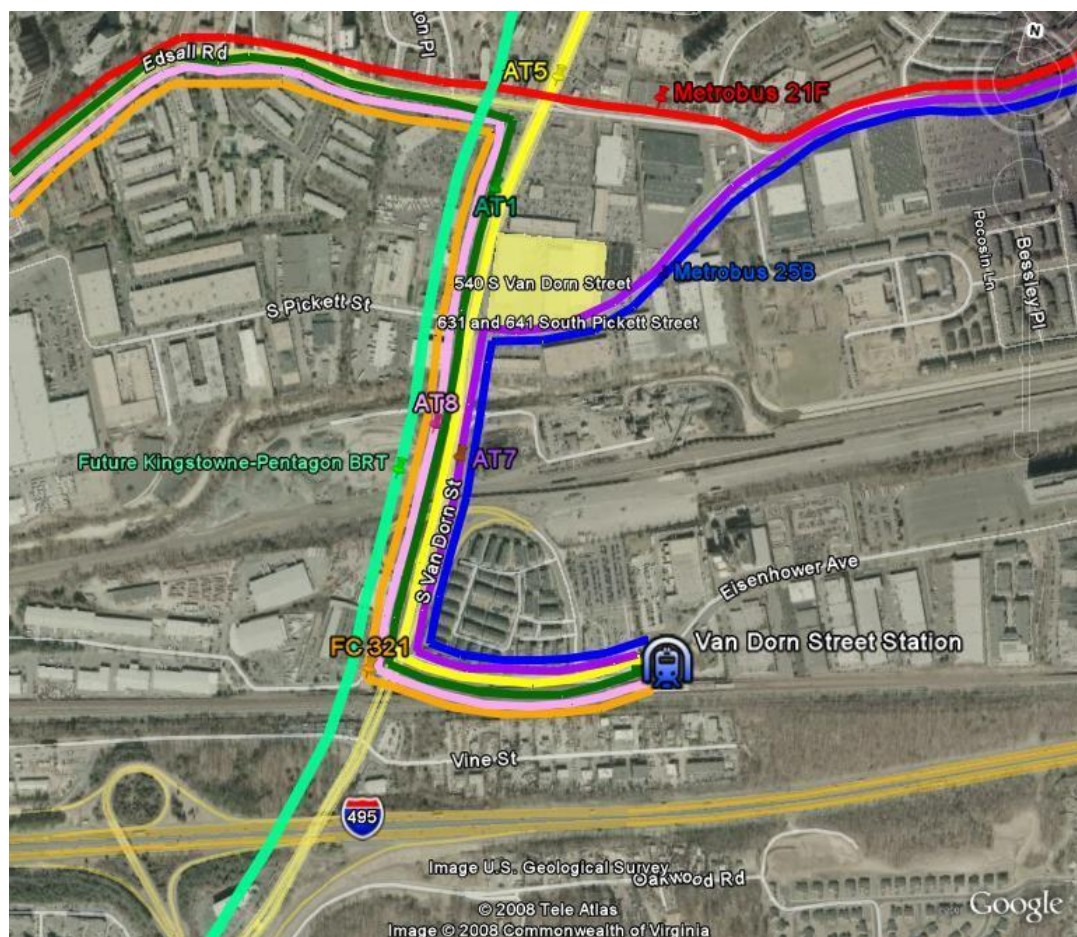 N
Edsall Rd
on Pl
AT5
Metrobus 21F
AT1
Metrobus 25B
Pocosin Ln
Bessley Pl
540 S Van Dorn Street
S Pickett St
631 and 641 South Pickett Street
AT8
Future Kingstowne-Pentagon BRT
AT7
S Van Dorn St
Eisenhower Ave
FC 321
Van Dorn Street Station
Vine St
495
Image U.S. Geological Survey
Oakwood Rd
© 2008 Tele Atlas
Image © 2008 Commonwealth of Virginia
Google